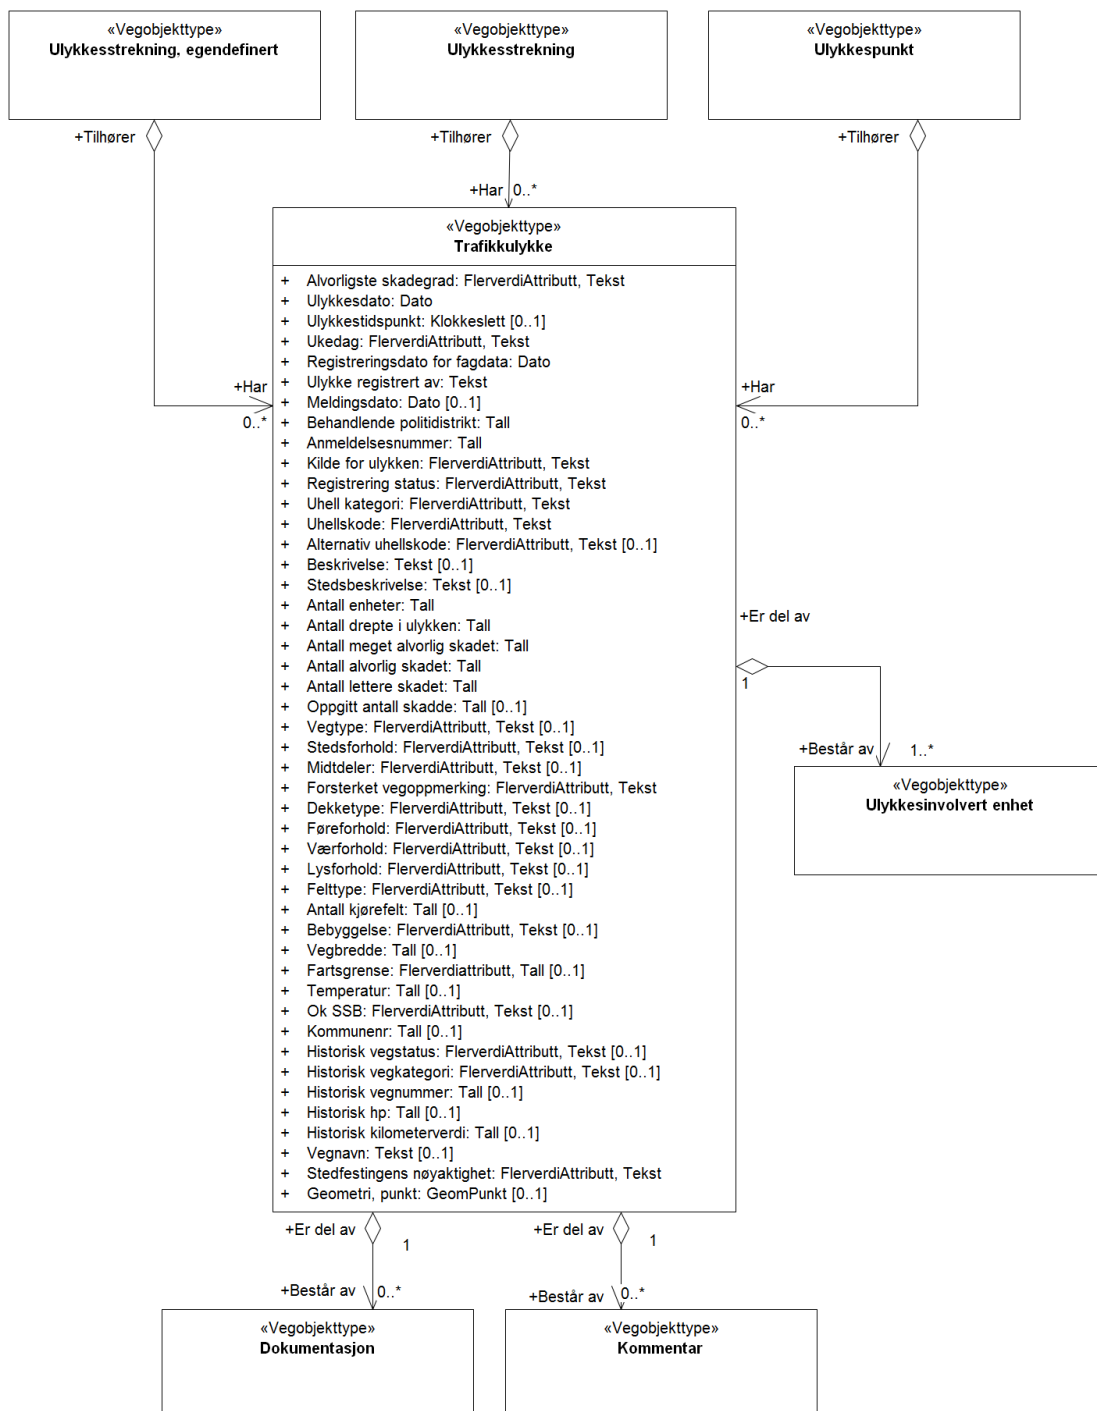 «Vegobjekttype»
Ulykkesstrekning, egendefinert
«Vegobjekttype»
Ulykkesstrekning
«Vegobjekttype»
Ulykkespunkt
+Tilhører
+Tilhører
+Tilhører
+Har 0..*
«Vegobjekttype»
Trafikkulykke
+ Alvorligste skadegrad: FlerverdiAttributt, Tekst
+ Ulykkesdato: Dato
+ Ulykkestidspunkt: Klokkeslett [0..1]
+ Ukedag: FlerverdiAttributt, Tekst
+ Registreringsdato for fagdata: Dato
+ Ulykke registrert av: Tekst
+ Meldingsdato: Dato [0..1]
+ Behandlende politidistrikt: Tall
+ Anmeldelsesnummer: Tall
+ Kilde for ulykken: FlerverdiAttributt, Tekst
+ Registrering status: FlerverdiAttributt, Tekst
+ Uhell kategori: FlerverdiAttributt, Tekst
+ Uhellskode: FlerverdiAttributt, Tekst
+ Alternativ uhellskode: FlerverdiAttributt, Tekst [0..1]
+ Beskrivelse: Tekst [0..1]
+ Stedsbeskrivelse: Tekst [0..1]
+ Antall enheter: Tall
+ Antall drepte i ulykken: Tall
+ Antall meget alvorlig skadet: Tall
+ Antall alvorlig skadet: Tall
+ Antall lettere skadet: Tall
+ Oppgitt antall skadde: Tall [0..1]
+ Vegtype: FlerverdiAttributt, Tekst [0..1]
+ Stedsforhold: FlerverdiAttributt, Tekst [0..1]
+ Midtdeler: FlerverdiAttributt, Tekst [0..1]
+ Forsterket vegoppmerking: FlerverdiAttributt, Tekst
+ Dekketype: FlerverdiAttributt, Tekst [0..1]
+ Føreforhold: FlerverdiAttributt, Tekst [0..1]
+ Værforhold: FlerverdiAttributt, Tekst [0..1]
+ Lysforhold: FlerverdiAttributt, Tekst [0..1]
+ Felttype: FlerverdiAttributt, Tekst [0..1]
+ Antall kjørefelt: Tall [0..1]
+ Bebyggelse: FlerverdiAttributt, Tekst [0..1]
+ Vegbredde: Tall [0..1]
+ Fartsgrense: Flerverdiattributt, Tall [0..1]
+ Temperatur: Tall [0..1]
+ Ok SSB: FlerverdiAttributt, Tekst [0..1]
+ Kommunenr: Tall [0..1]
+ Historisk vegstatus: FlerverdiAttributt, Tekst [0..1]
+ Historisk vegkategori: FlerverdiAttributt, Tekst [0..1]
+ Historisk vegnummer: Tall [0..1]
+ Historisk hp: Tall [0..1]
+ Historisk kilometerverdi: Tall [0..1]
+ Vegnavn: Tekst [0..1]
+ Stedfestingens nøyaktighet: FlerverdiAttributt, Tekst
+ Geometri, punkt: GeomPunkt [0..1]
+Har
0..*
+Har
0..*
+Er del av
1
+Består av 1..*
«Vegobjekttype»
Ulykkesinvolvert enhet
+Er del av
1
+Består av 0..*
+Er del av
1
+Består av 0..*
«Vegobjekttype»
Dokumentasjon
«Vegobjekttype»
Kommentar